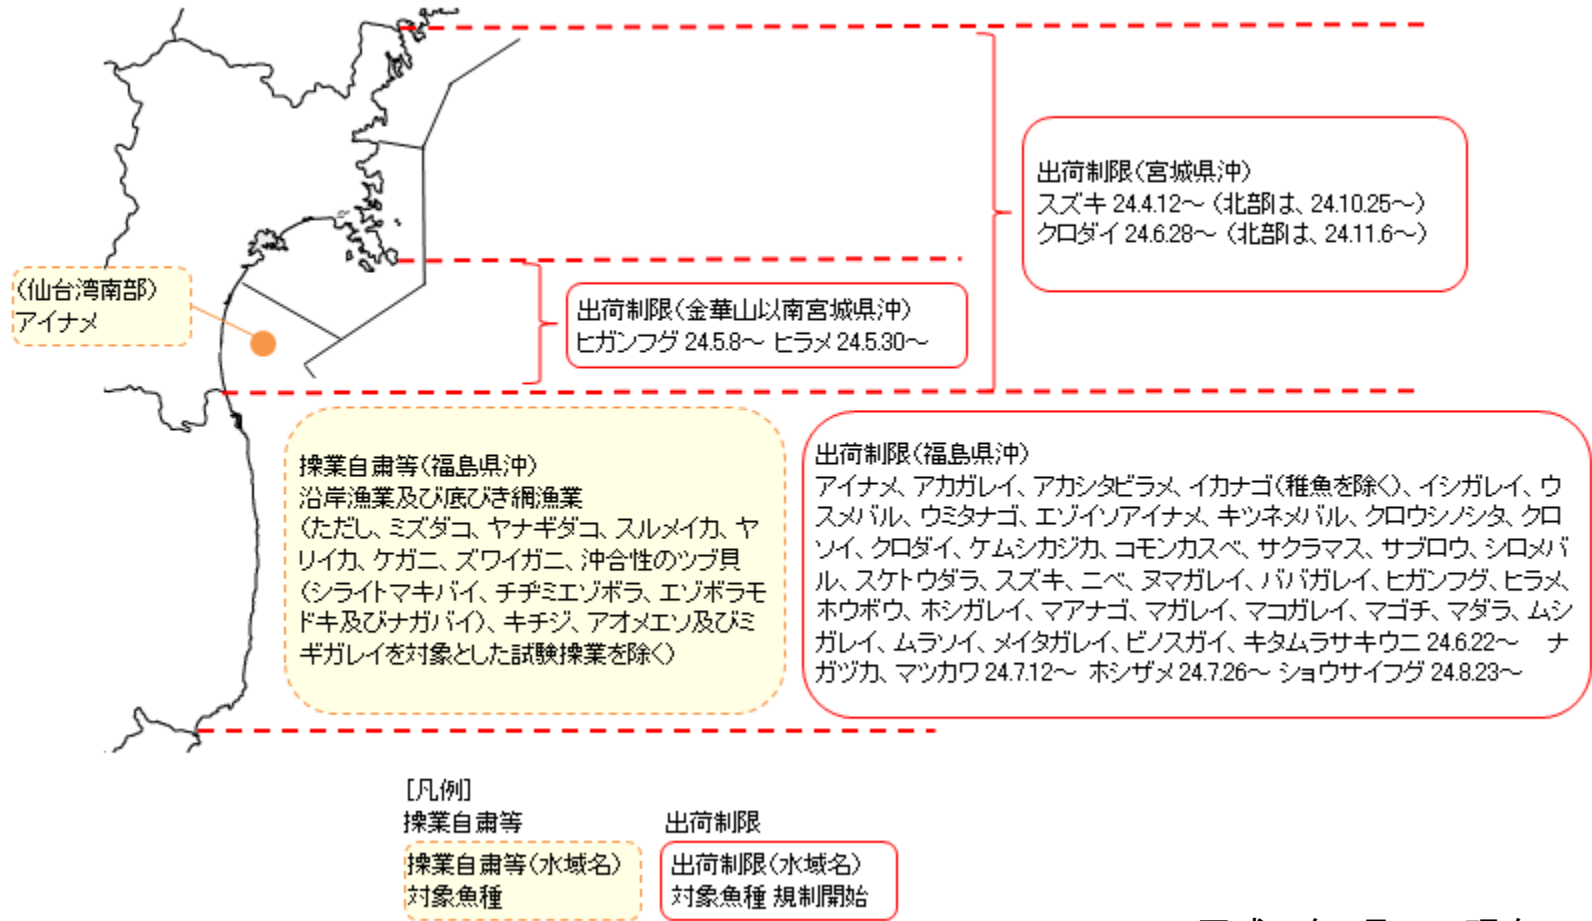 出荷制限(宮城県沖)
スズキ 24.4.12～ (北部は、24.10.25～)
クロダイ 24.6.28～ (北部は、24.11.6～)
(仙台湾南部)
アイナメ
出荷制限(金華山以南宮城県沖)
ヒガンフグ 24.5.8～ ヒラメ 24.5.30～
操業自粛等(福島県沖)
沿岸漁業及び底びき網漁業
(ただし、ミズダコ、ヤナギダコ、スルメイカ、ヤ
リイカ、ケガニ、ズワイガニ、沖合性のツブ貝
(シライトマキバイ、チヂミエゾボラ、エゾボラモ
ドキ及びナガバイ)、キチジ、アオメエソ及びミ
ギガレイを対象とした試験操業を除く)
出荷制限(福島県沖)
アイナメ、アカガレイ、アカシタビラメ、イカナゴ(稚魚を除く)、イシガレイ、ウ
スメバル、ウミタナゴ、エゾイソアイナメ、キツネメバル、クロウシノシタ、クロ
ソイ、クロダイ、ケムシカジカ、コモンカスベ、サクラマス、サブロウ、シロメバ
ル、スケトウダラ、スズキ、ニベ、ヌマガレイ、ババガレイ、ヒガンフグ、ヒラメ、
ホウボウ、ホシガレイ、マアナゴ、マガレイ、マコガレイ、マゴチ、マダラ、ムシ
ガレイ、ムラソイ、メイタガレイ、ビノスガイ、キタムラサキウニ 24.6.22～ ナ
ガヅカ、マツカワ 24.7.12～ ホシザメ 24.7.26～ ショウサイフグ 24.8.23～
[凡例]
操業自粛等
出荷制限
操業自粛等(水域名)
対象魚種
出荷制限(水域名)
対象魚種 規制開始